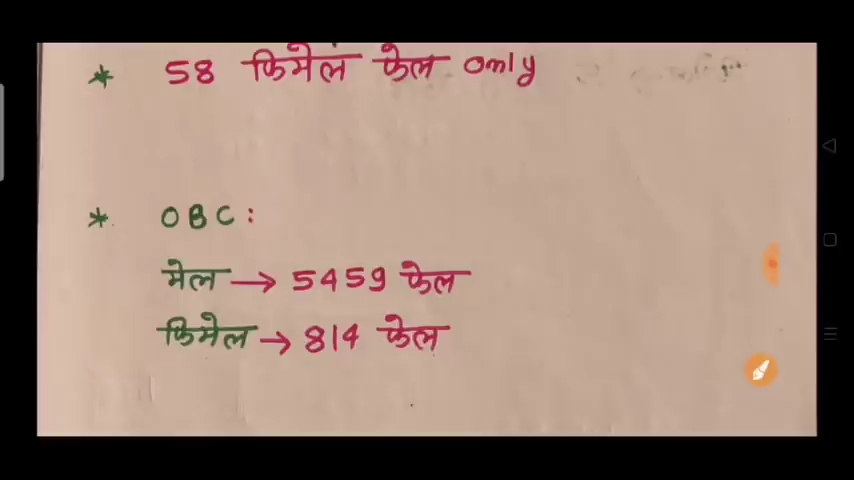 * 58 फिमेल फेल only
* OBC:
मेल → 5459 फेल
फिमेल → 814 फेल